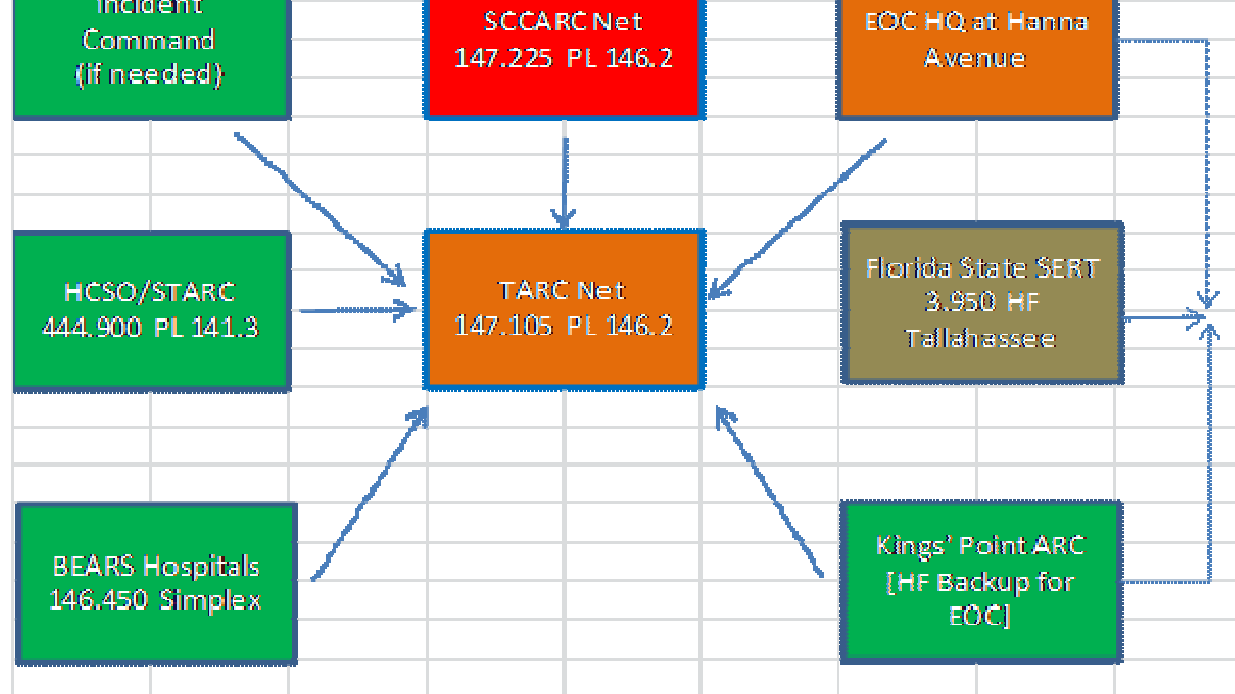 Incident
Command
(if needed)
SCCARC Net
147.225 PL 146.2
EOC HQ at Hanna
Avenue
HCSO/STARC
444.900 PL 141.3
TARC Net
147.105 PL 146.2
Florida State SERT
3.950 HF
Tallahassee
BEARS Hospitals
146.450 Simplex
Kings' Point ARC
[HF Backup for
EOC]